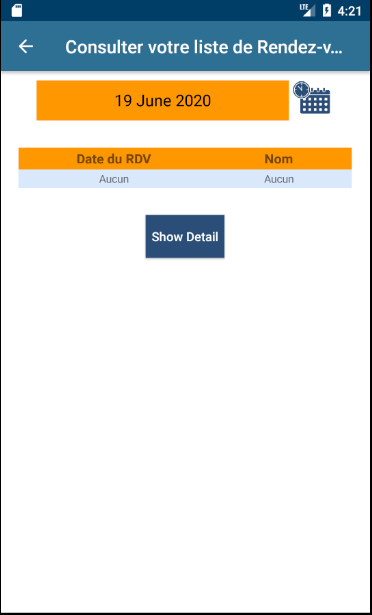 LTE 4:21
Consulter votre liste de Rendez-v...
19 June 2020
Date du RDV Nom
Aucun Aucun
Show Detail